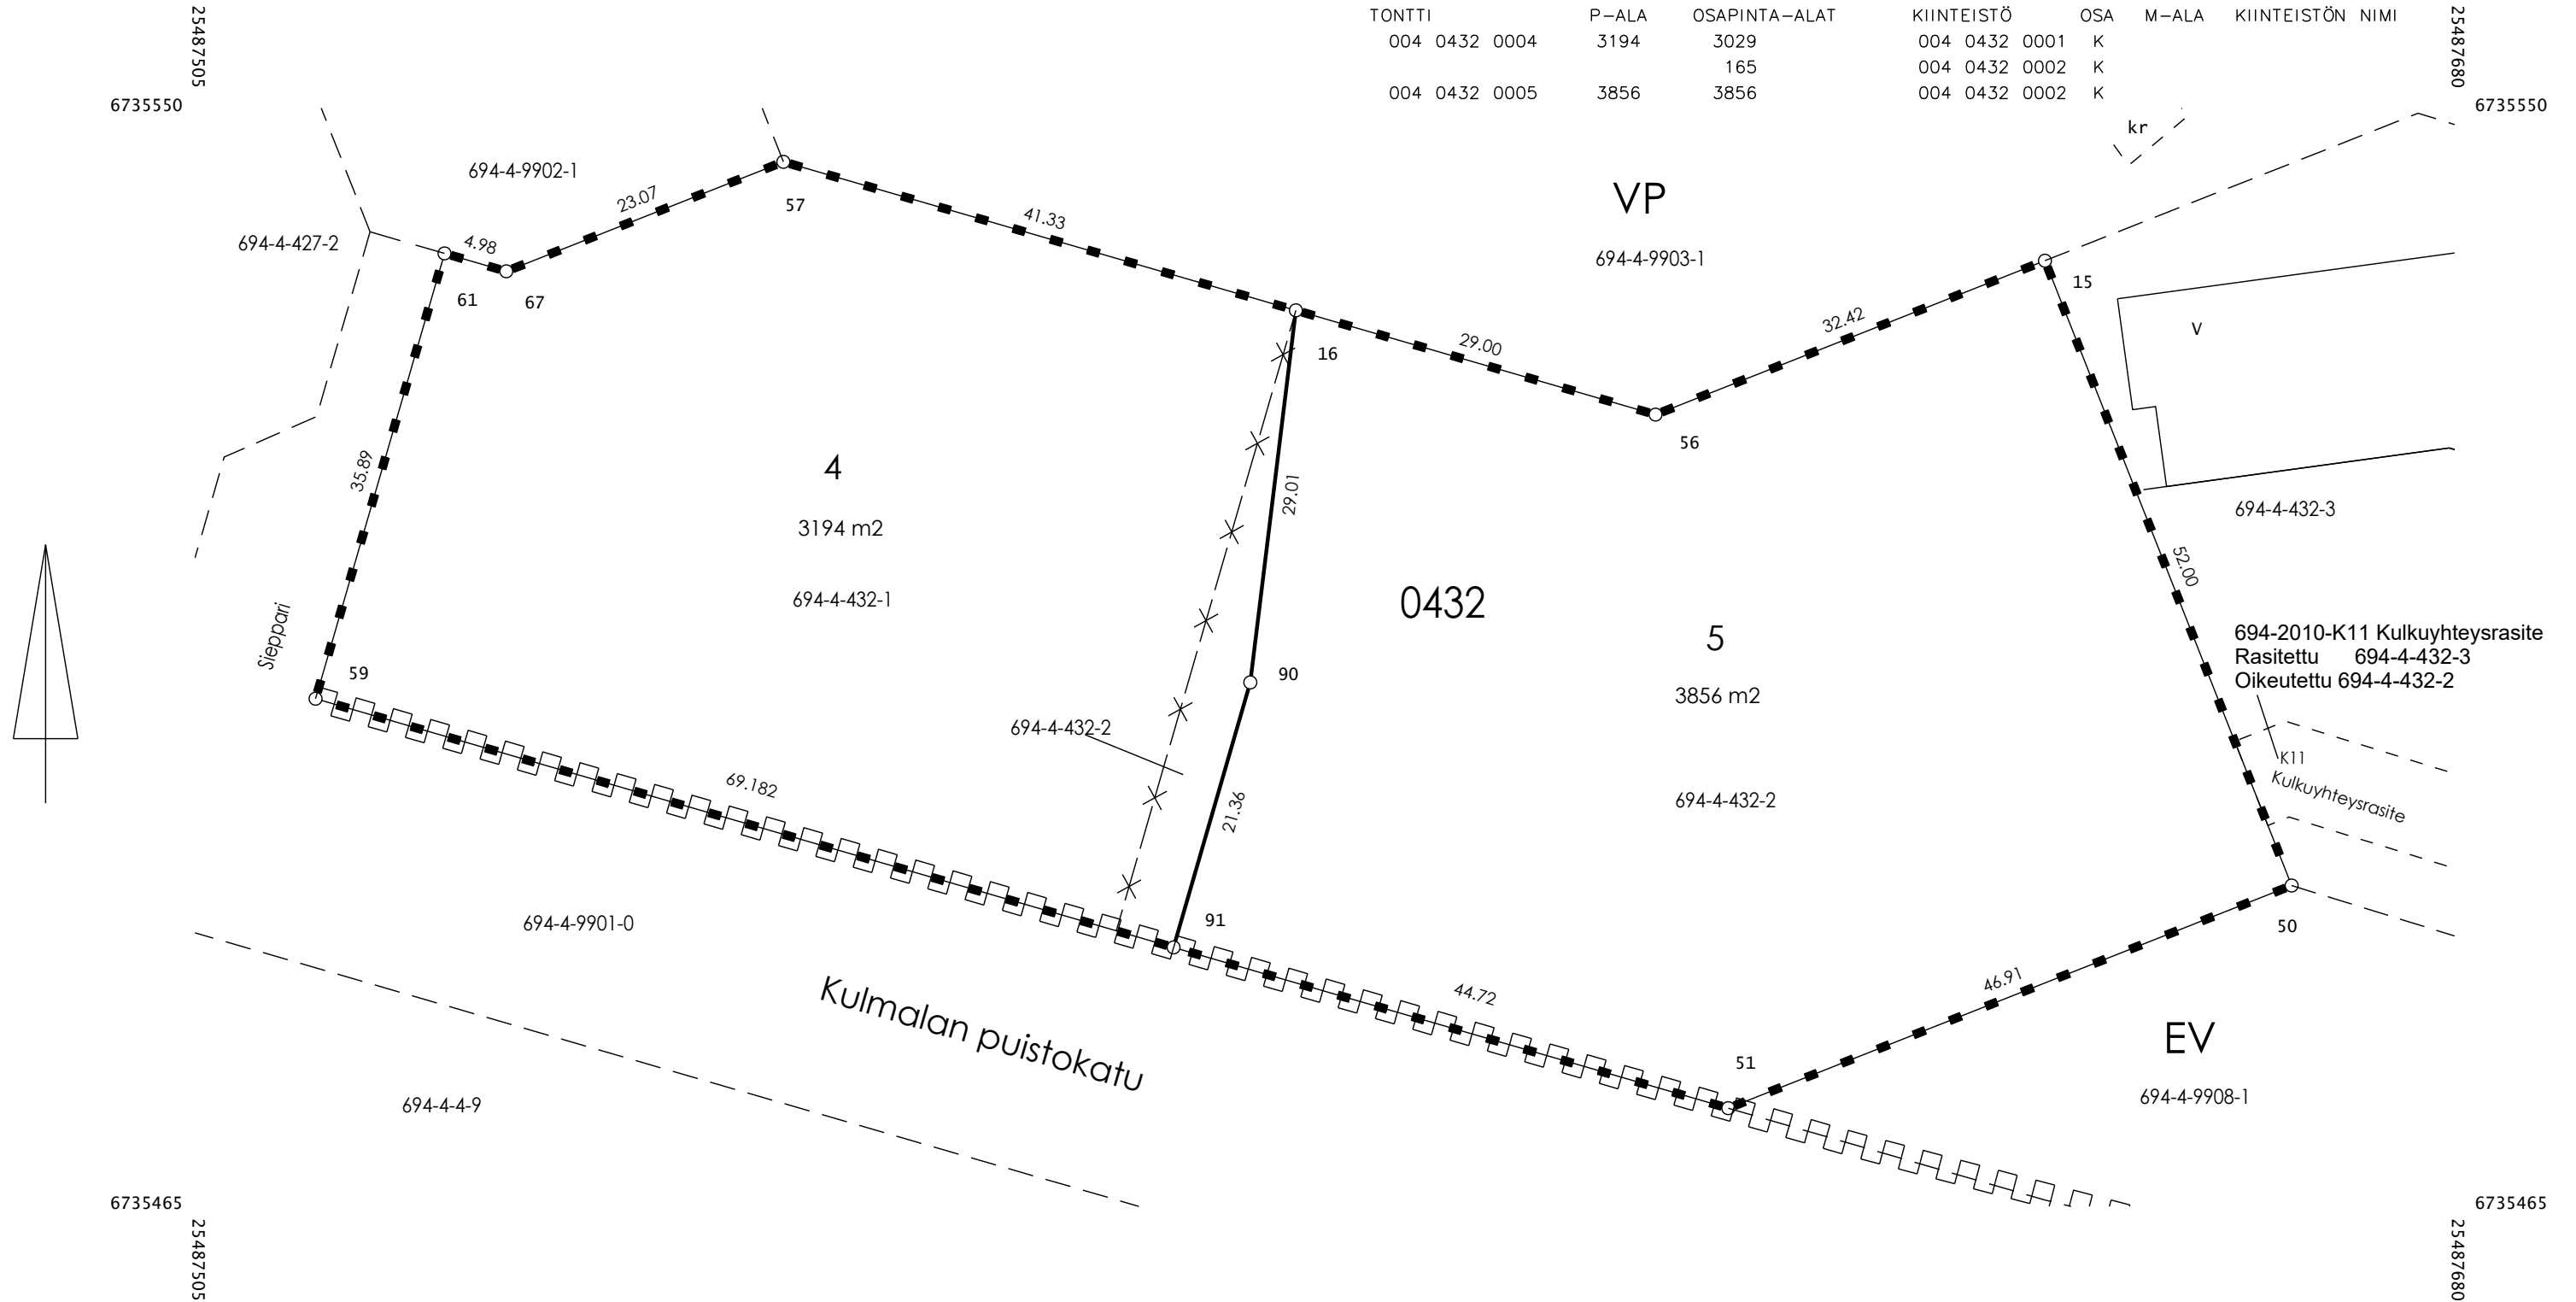 TONTTI P-ALA OSAPINTA-ALAT KIINTEISTÖ OSA M-ALA KIINTEISTÖN NIMI
004 0432 0004 3194 3029 004 0432 0001 K
165 004 0432 0002 K
004 0432 0005 3856 3856 004 0432 0002 K
25487505
25487680
6735550
6735550
kr
694-4-9902-1
23.07
57
41.33
VP
694-4-9903-1
694-4-427-2
4.98
61
67
15
V
16
29.00
32.42
56
35.89
4
3194 m2
694-4-432-1
29.01
0432
5
3856 m2
694-4-432-2
52.00
694-4-432-3
694-2010-K11 Kulkuyhteysrasite
Rasitettu 694-4-432-3
Oikeutettu 694-4-432-2
K11
Kulkuyhteysrasite
Sieppari
59
90
694-4-432-2
69.182
21.36
91
50
694-4-9901-0
44.72
46.91
Kulmalan puistokatu
51
EV
694-4-9908-1
694-4-4-9
6735465
6735465
25487505
25487680